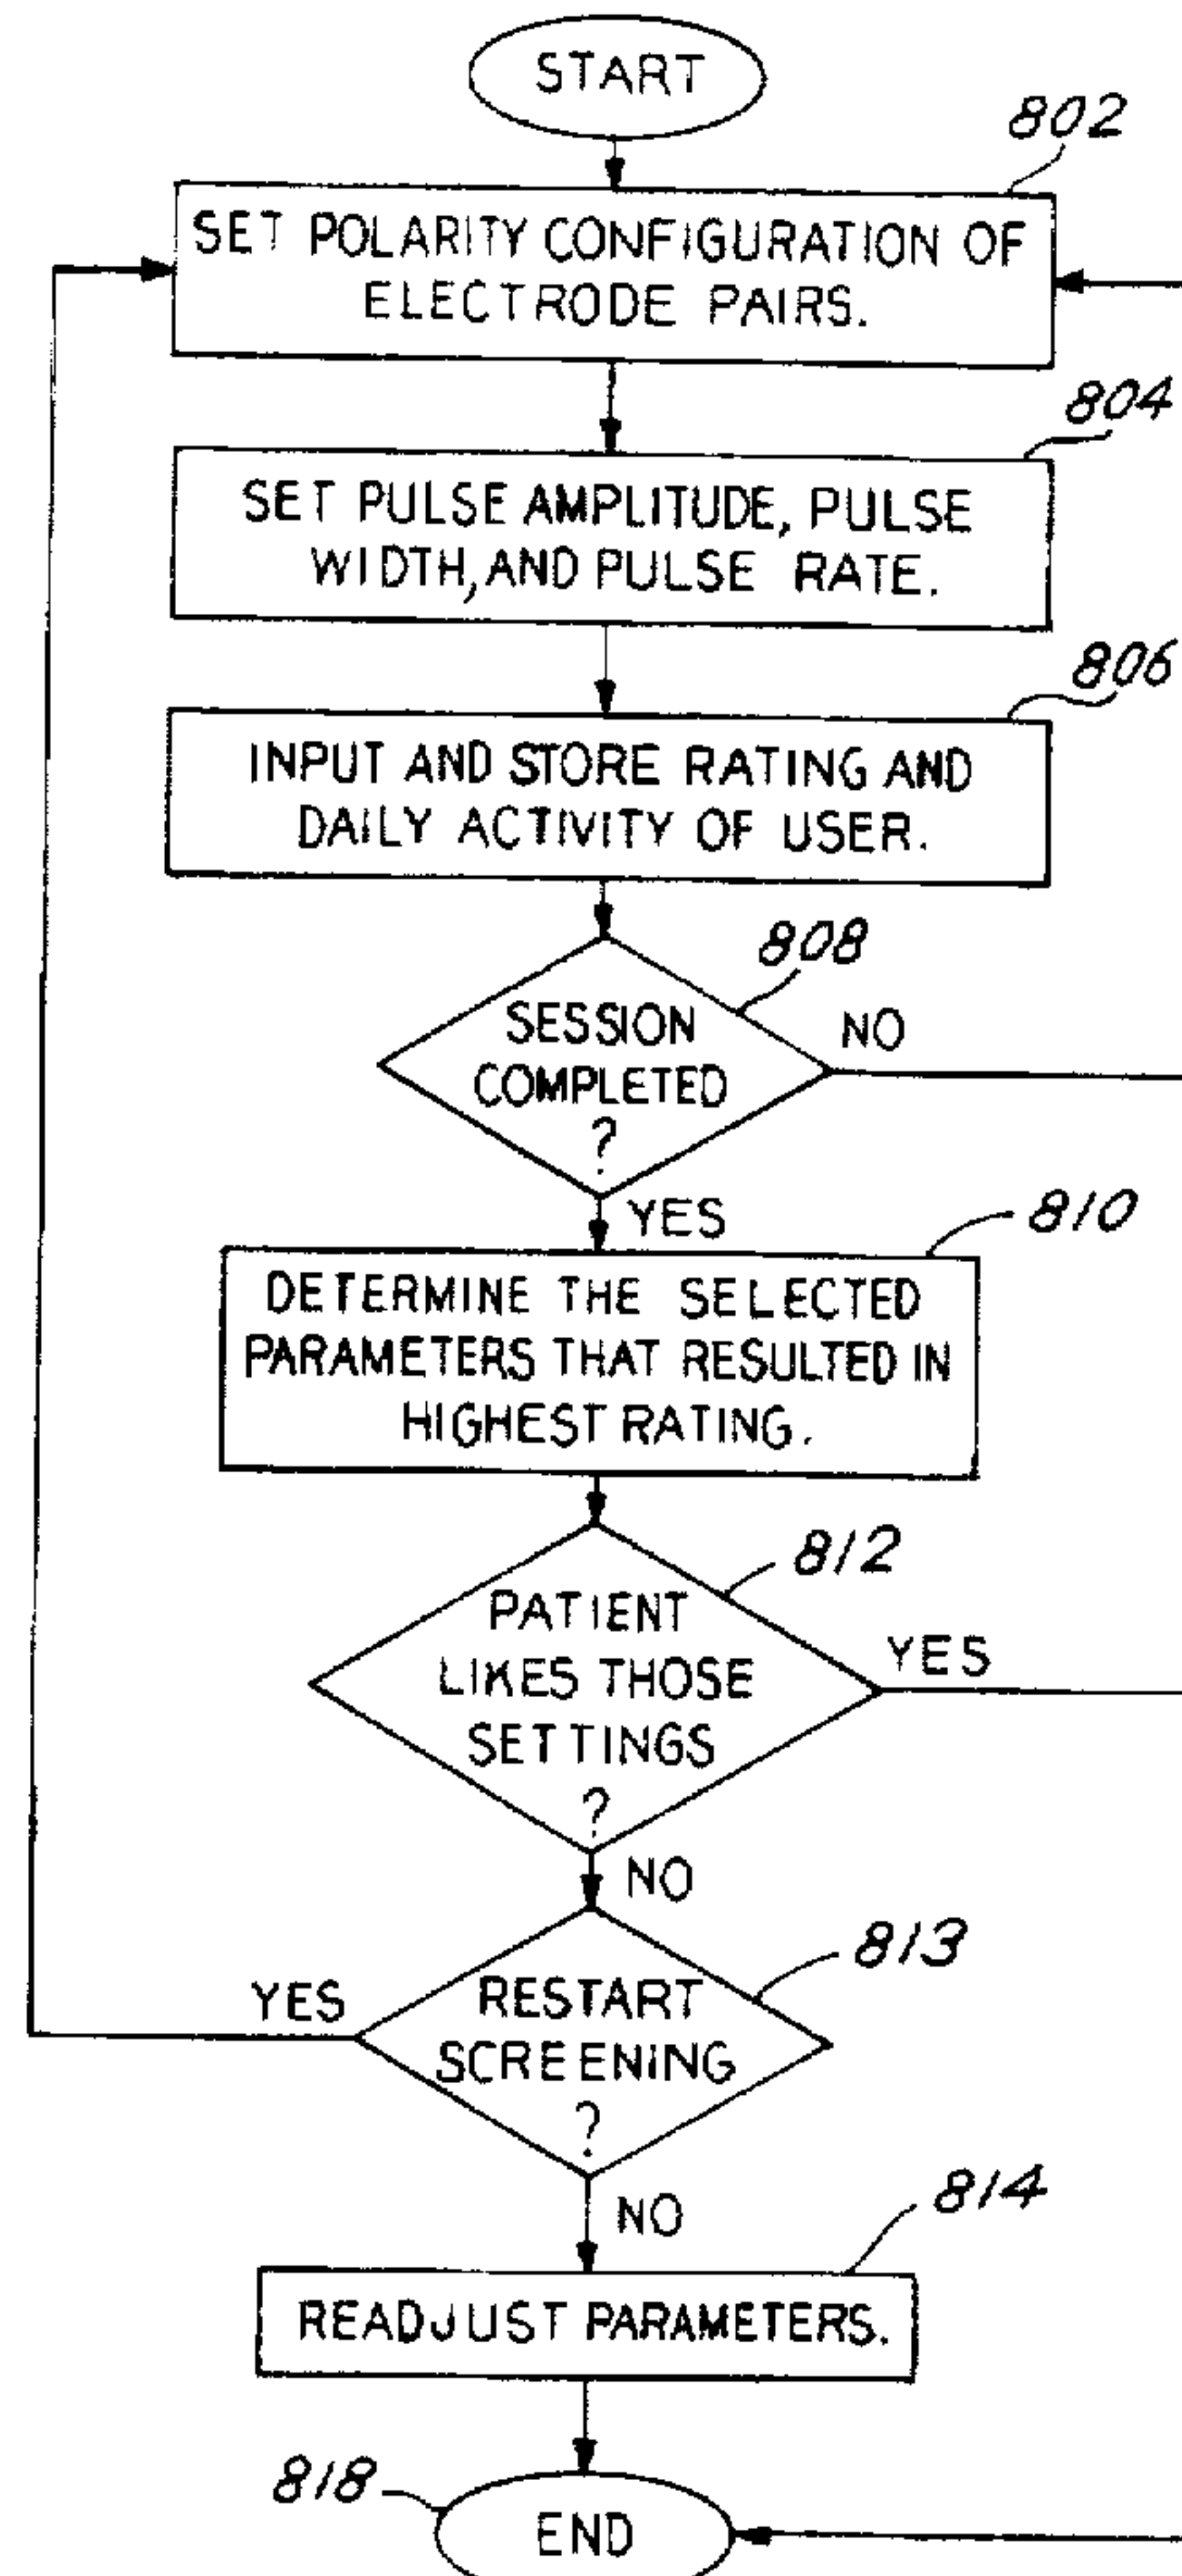 START
802
SET POLARITY CONFIGURATION OF
ELECTRODE PAIRS.
804
SET PULSE AMPLITUDE, PULSE
WIDTH, AND PULSE RATE.
806
INPUT AND STORE RATING AND
DAILY ACTIVITY OF USER.
808
SESSION
COMPLETED
?
NO
YES
810
DETERMINE THE SELECTED
PARAMETERS THAT RESULTED IN
HIGHEST RATING.
812
PATIENT
LIKES THOSE
SETTINGS
?
YES
NO
813
RESTART
SCREENING
?
YES
NO
814
READJUST PARAMETERS.
818
END